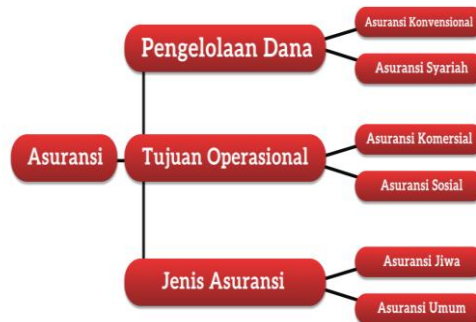 Asuransi
Pengelolaan Dana
Asuransi Konvensional
Asuransi Syariah
Tujuan Operasional
Asuransi Komersial
Asuransi Sosial
Jenis Asuransi
Asuransi Jiwa
Asuransi Umum